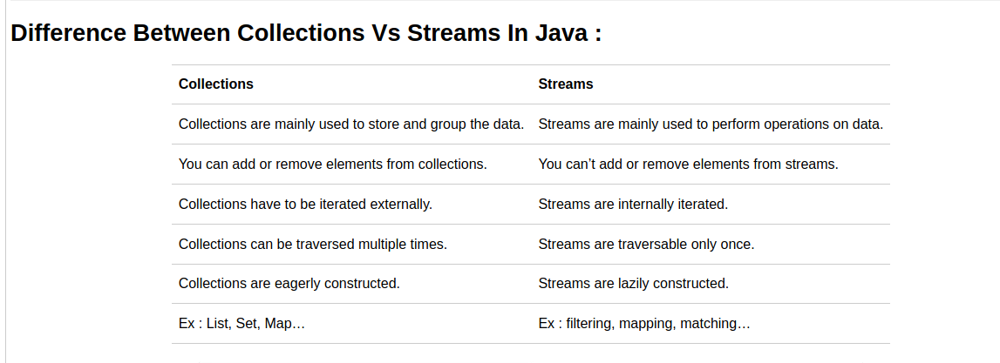 Difference Between Collections Vs Streams In Java :
Collections Streams
Collections are mainly used to store and group the data. Streams are mainly used to perform operations on data.
You can add or remove elements from collections. You can’t add or remove elements from streams.
Collections have to be iterated externally. Streams are internally iterated.
Collections can be traversed multiple times. Streams are traversable only once.
Collections are eagerly constructed. Streams are lazily constructed.
Ex : List, Set, Map… Ex : filtering, mapping, matching…